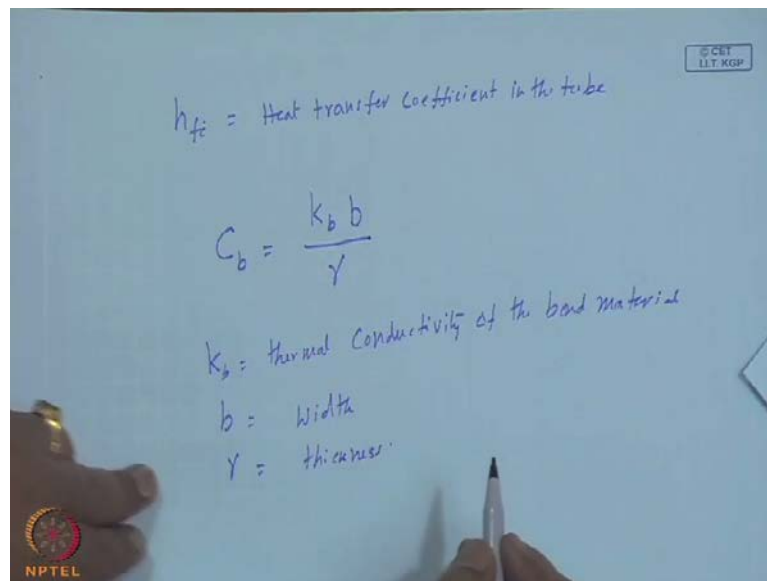 © CET
I.I.T. KGP
h_fi = Heat transfer coefficient in the tube
C_b = k_b b / γ
k_b = thermal Conductivity of the bond material
b = Width
γ = thickness.
NPTEL